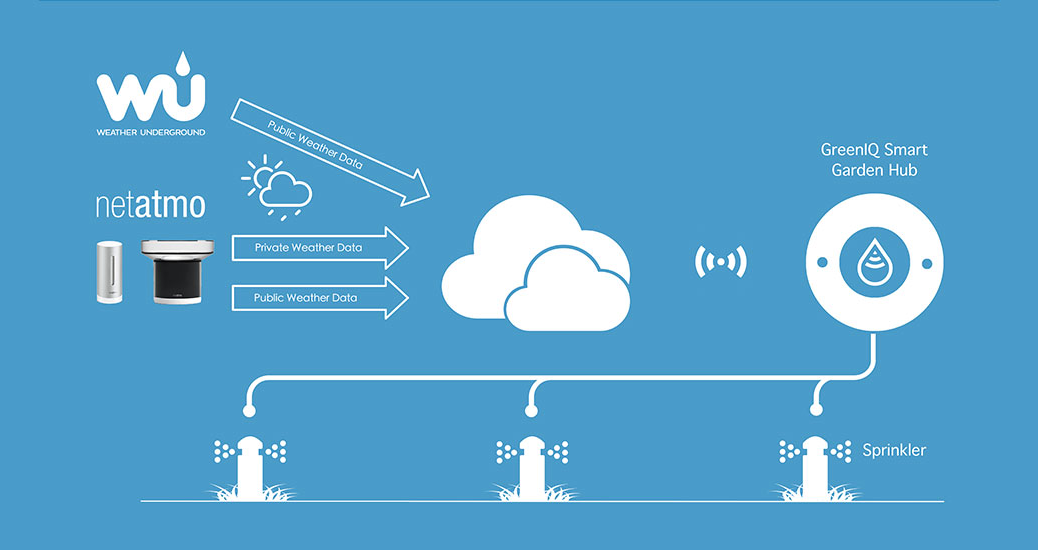 WU
WEATHER UNDERGROUND
Public Weather Data
netatmo
Private Weather Data
Public Weather Data
GreenIQ Smart
Garden Hub
Sprinkler